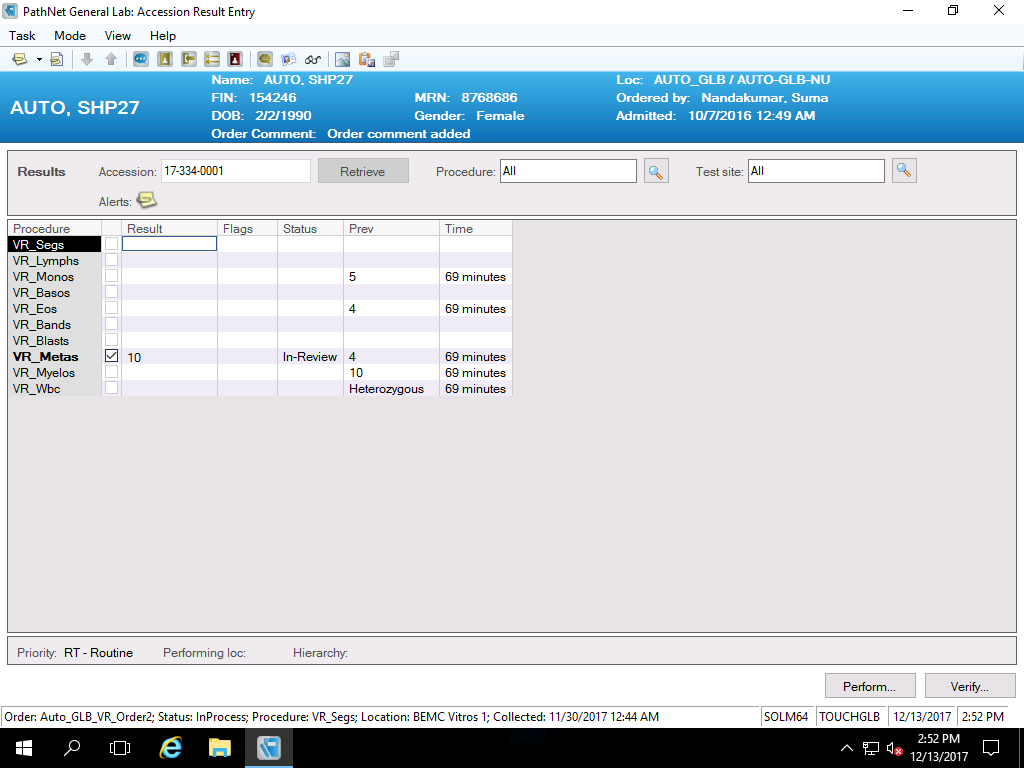 PathNet General Lab: Accession Result Entry
Task Mode View Help
AUTO, SHP27
Name: AUTO, SHP27 Loc: AUTO_GLB / AUTO-GLB-NU
FIN: 154246 MRN: 8768686 Ordered by: Nandakumar, Suma
DOB: 2/2/1990 Gender: Female Admitted: 10/7/2016 12:49 AM
Order Comment: Order comment added
Results Accession: 17-334-0001 Retrieve Procedure: All Test site: All
Alerts:
Procedure Result Flags Status Prev Time
VR_Segs
VR_Lymphs
VR_Monos 5 69 minutes
VR_Basos
VR_Eos 4 69 minutes
VR_Bands
VR_Blasts
VR_Metas 10 In-Review 4 69 minutes
VR_Myelos 10 69 minutes
VR_Wbc Heterozygous 69 minutes
Priority: RT - Routine Performing loc: Hierarchy:
Perform... Verify...
Order: Auto_GLB_VR_Order2; Status: InProcess; Procedure: VR_Segs; Location: BEMC Vitros 1; Collected: 11/30/2017 12:44 AM SOLM64 TOUCHGLB 12/13/2017 2:52 PM
2:52 PM
12/13/2017